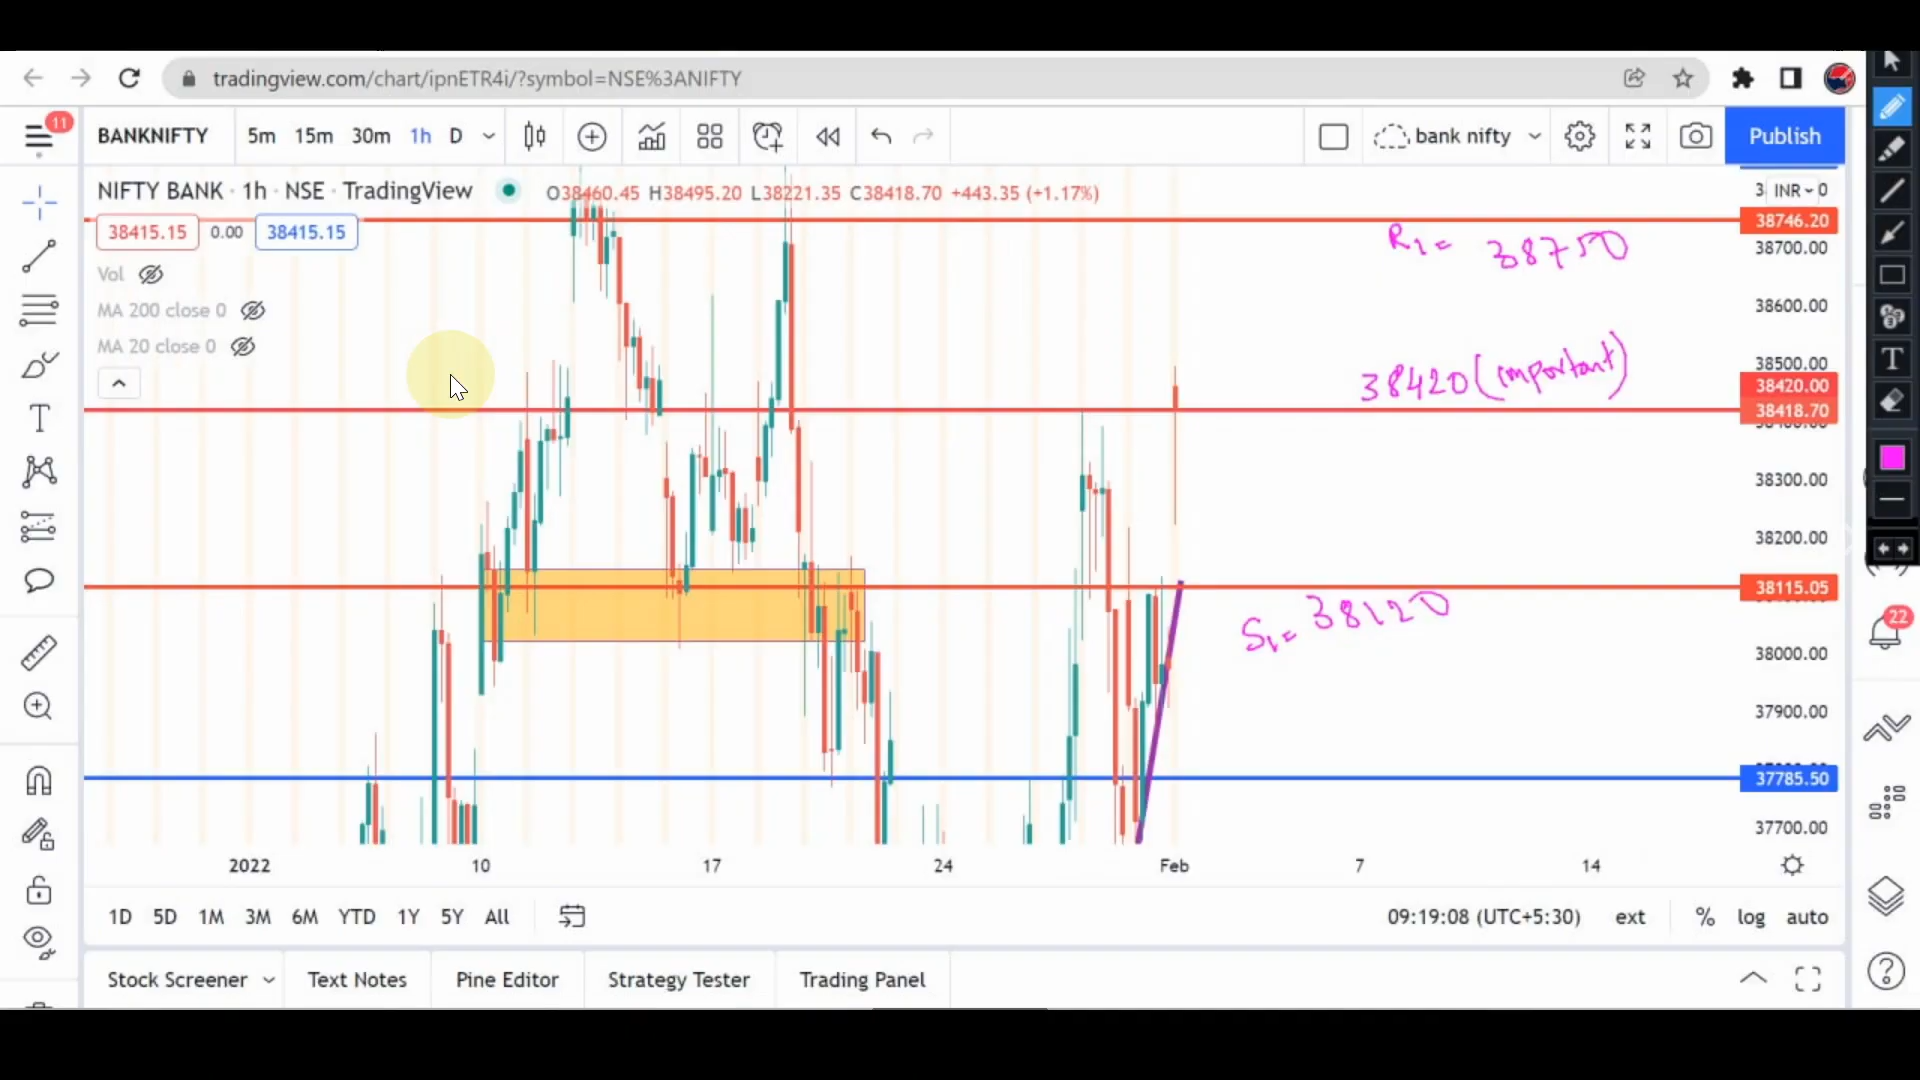 tradingview.com/chart/ipnETR4i/?symbol=NSE%3ANIFTY
11
BANKNIFTY 5m 15m 30m 1h D bank nifty Publish
NIFTY BANK · 1h · NSE · TradingView O38460.45 H38495.20 L38221.35 C38418.70 +443.35 (+1.17%)
INR
38415.15 0.00 38415.15
Vol
MA 200 close 0
MA 20 close 0
38746.20
38700.00
38600.00
38500.00
38420.00
38418.70
38300.00
38200.00
38115.05
38000.00
37900.00
37785.50
37700.00
R1 = 38750
38420 (important)
S1 = 38120
22
2022 10 17 24 Feb 7 14
1D 5D 1M 3M 6M YTD 1Y 5Y All 09:19:08 (UTC+5:30) ext % log auto
Stock Screener Text Notes Pine Editor Strategy Tester Trading Panel